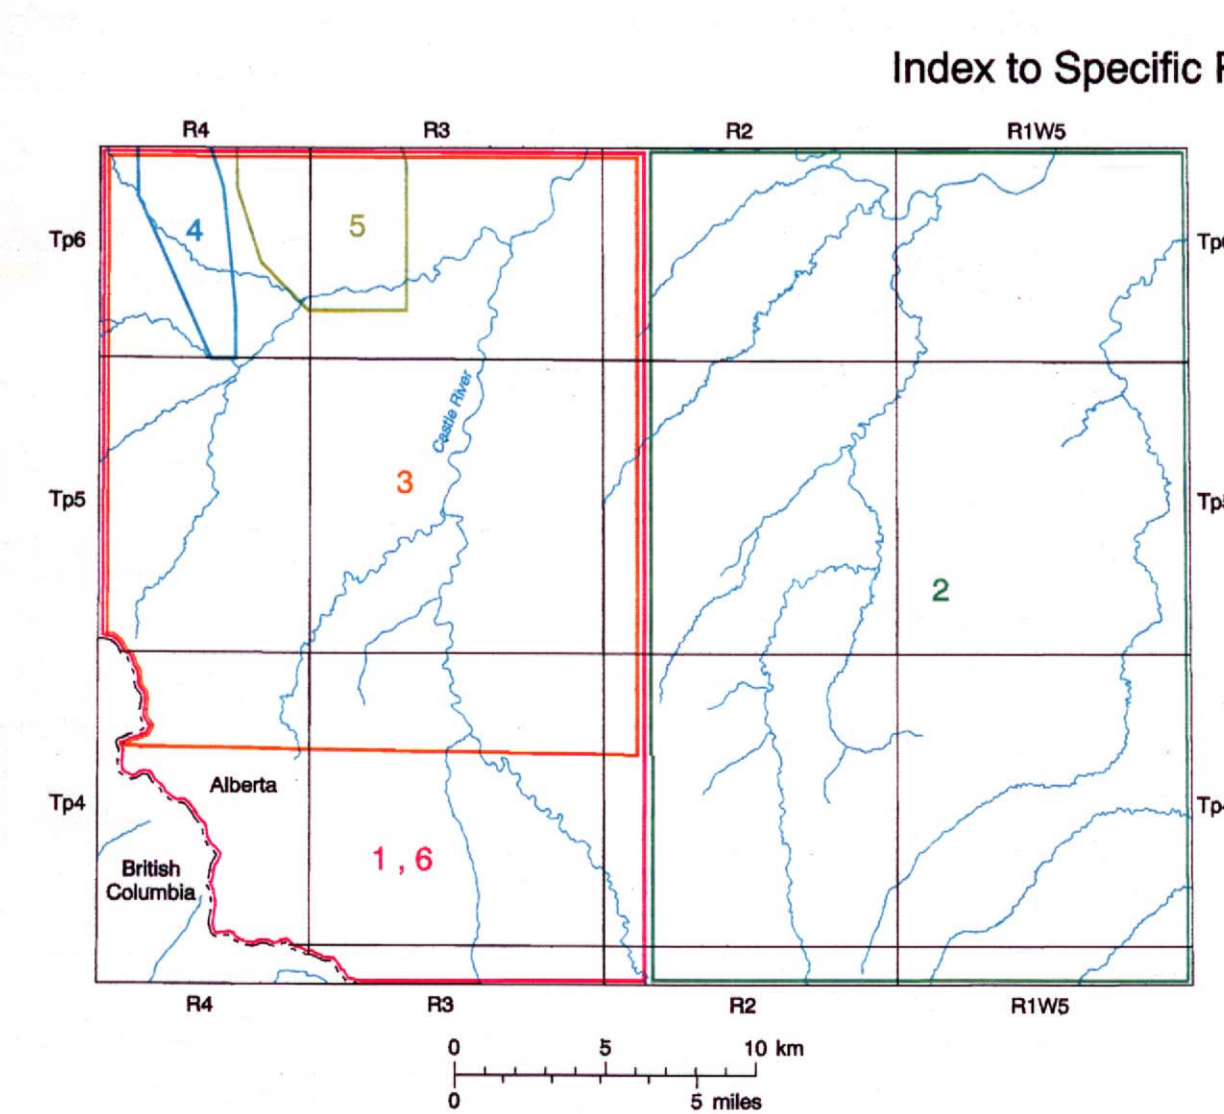 Index to Specific
R4 R3 R2 R1W5
Tp6
4
5
Castle River
3
Tp5
2
Alberta
Tp4
1, 6
British
Columbia
R4 R3 R2 R1W5
0 5 10 km
0 5 miles